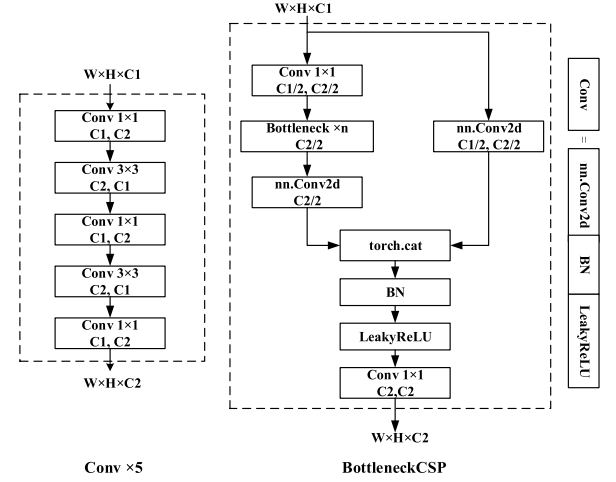 W×H×C1
Conv 1×1
C1, C2
Conv 3×3
C2, C1
Conv 1×1
C1, C2
Conv 3×3
C2, C1
Conv 1×1
C1, C2
W×H×C2
Conv ×5
W×H×C1
Conv 1×1
C1/2, C2/2
Bottleneck ×n
C2/2
nn.Conv2d
C2/2
nn.Conv2d
C1/2, C2/2
torch.cat
BN
LeakyReLU
Conv 1×1
C2,C2
W×H×C2
BottleneckCSP
Conv
=
nn.Conv2d
BN
LeakyReLU